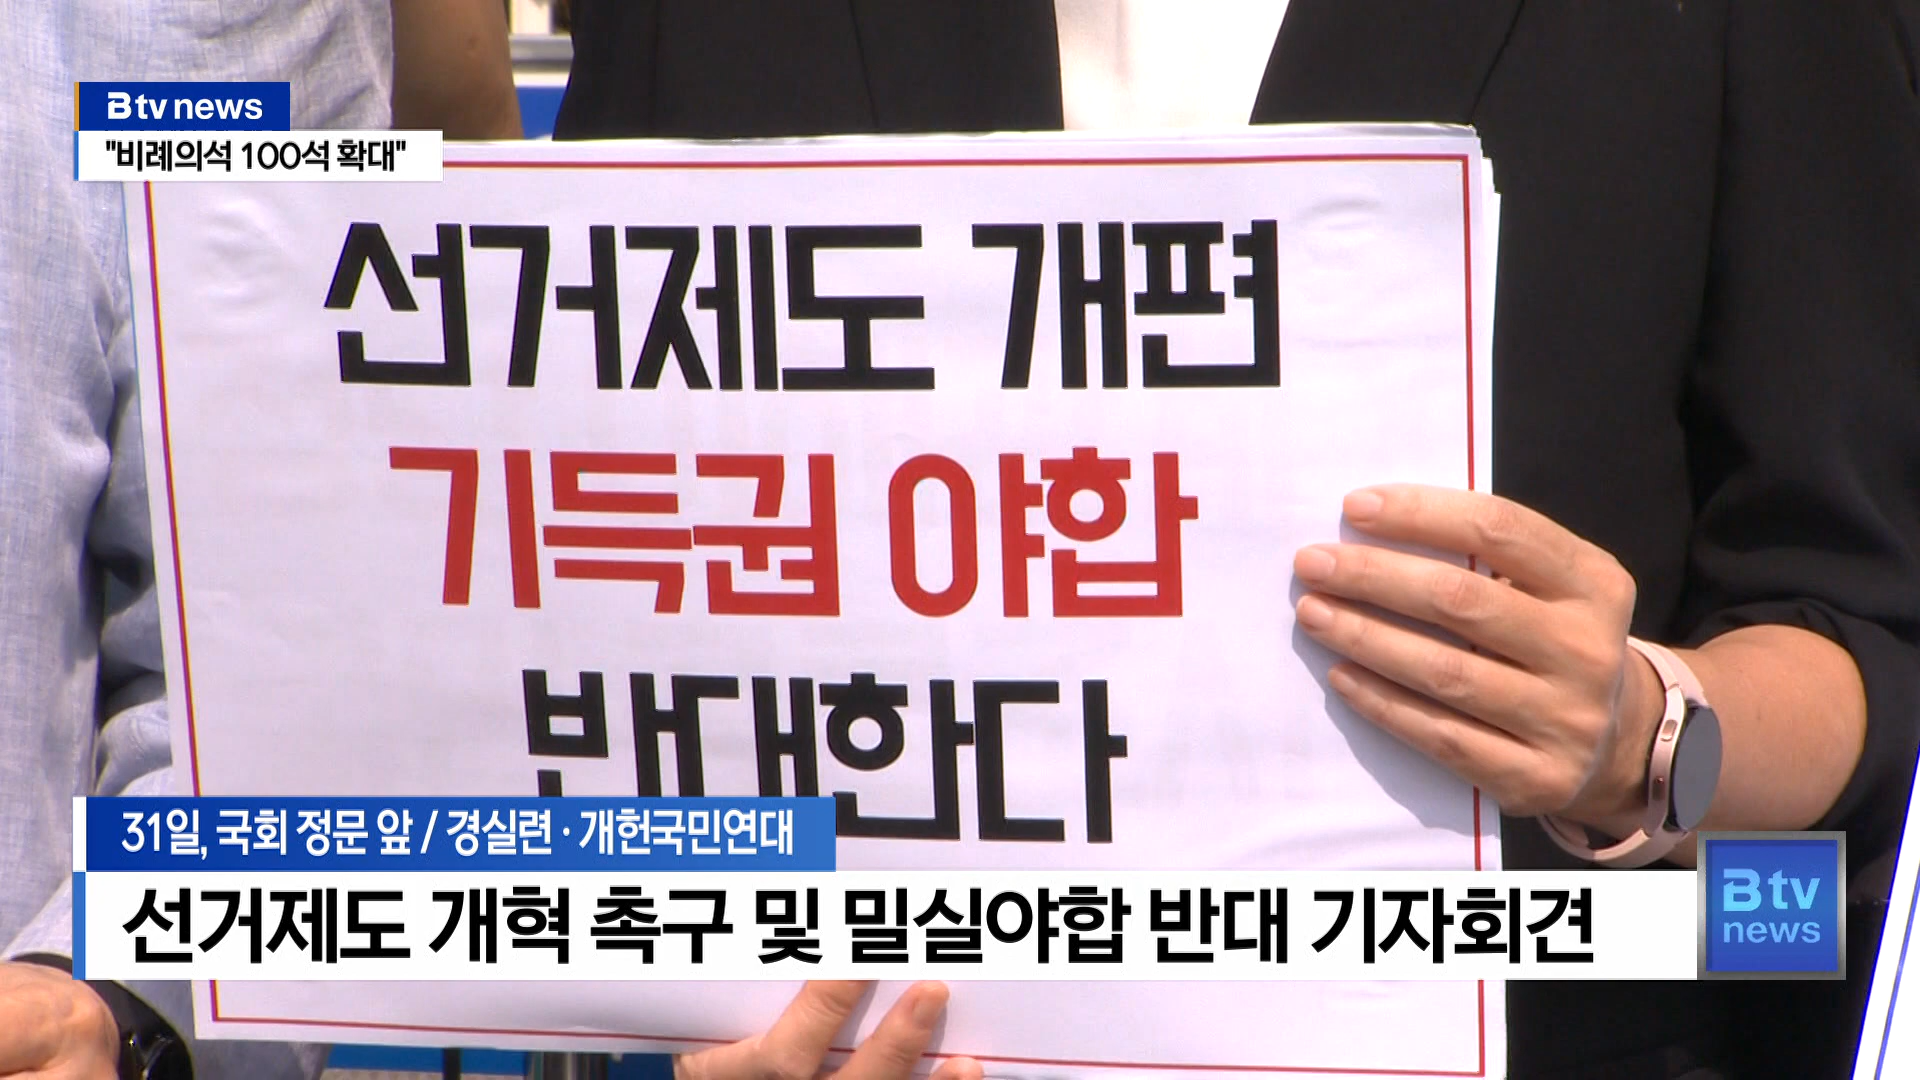 B tv news
"비례의석 100석 확대"
선거제도 개편
기득권 야합
반대한다
31일, 국회 정문 앞 / 경실련 · 개헌국민연대
선거제도 개혁 촉구 및 밀실야합 반대 기자회견
B tv
news